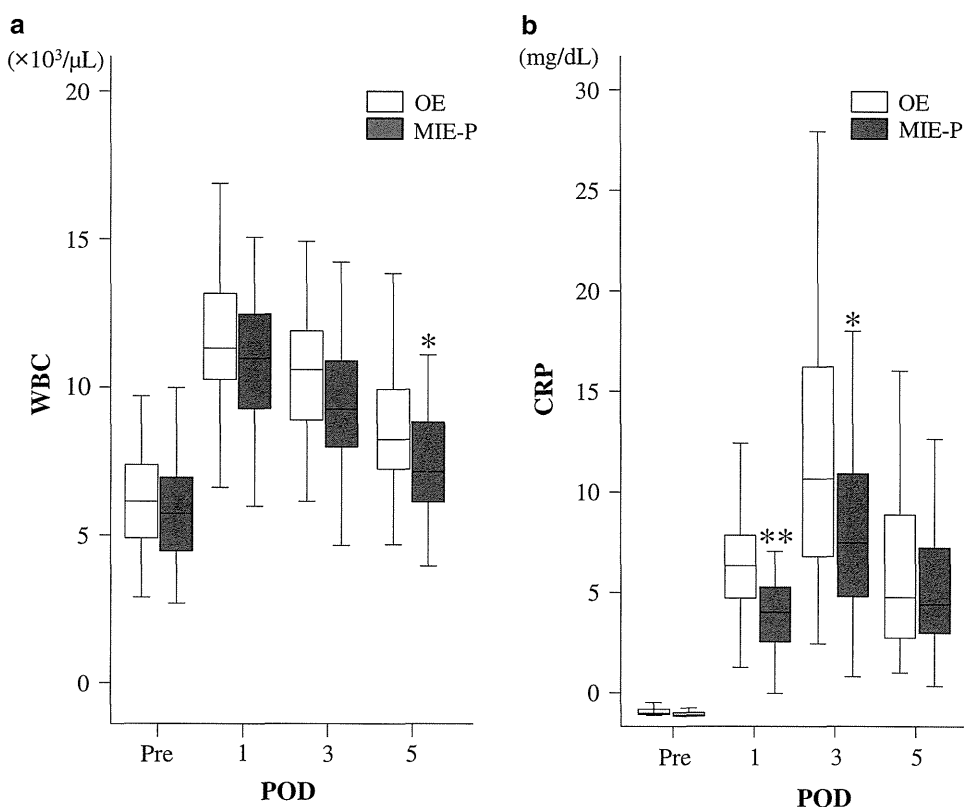 a
(×10³/µL)
20
15
10
5
0
WBC
OE
MIE-P
*
Pre 1 3 5
POD
b
(mg/dL)
30
25
20
15
10
5
0
CRP
OE
MIE-P
**
*
Pre 1 3 5
POD